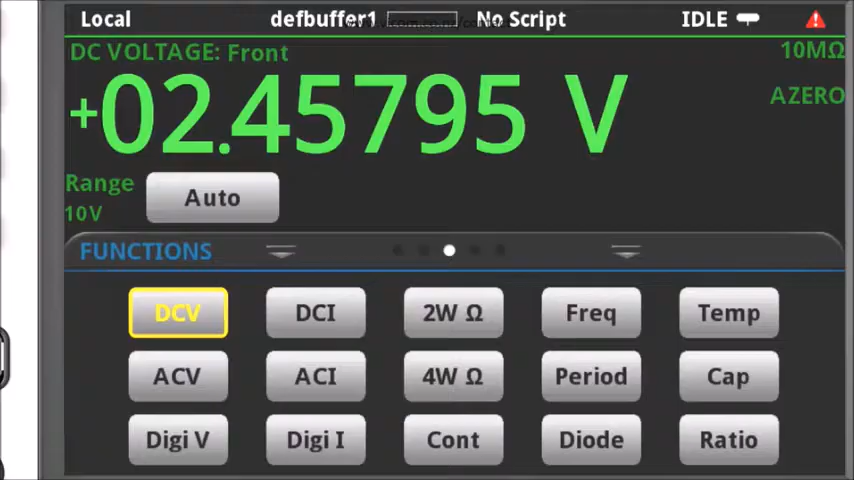 Local defbuffer1 No Script IDLE
DC VOLTAGE: Front 10MΩ
+02.45795 V AZERO
Range Auto
10V
FUNCTIONS
DCV DCI 2W Ω Freq Temp
ACV ACI 4W Ω Period Cap
Digi V Digi I Cont Diode Ratio